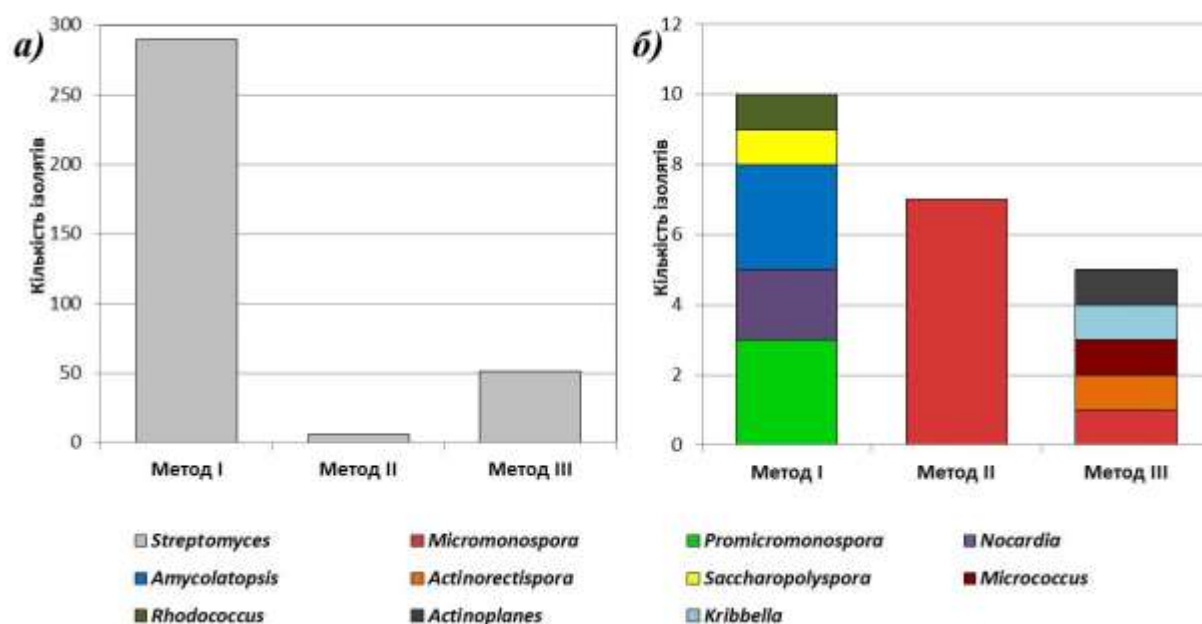 а)
Кількість ізолятів
300
250
200
150
100
50
0
Метод I
Метод II
Метод III
б)
Кількість ізолятів
12
10
8
6
4
2
0
Метод I
Метод II
Метод III
Streptomyces
Micromonospora
Promicromonospora
Nocardia
Amycolatopsis
Actinorectispora
Saccharopolyspora
Micrococcus
Rhodococcus
Actinoplanes
Kribbella